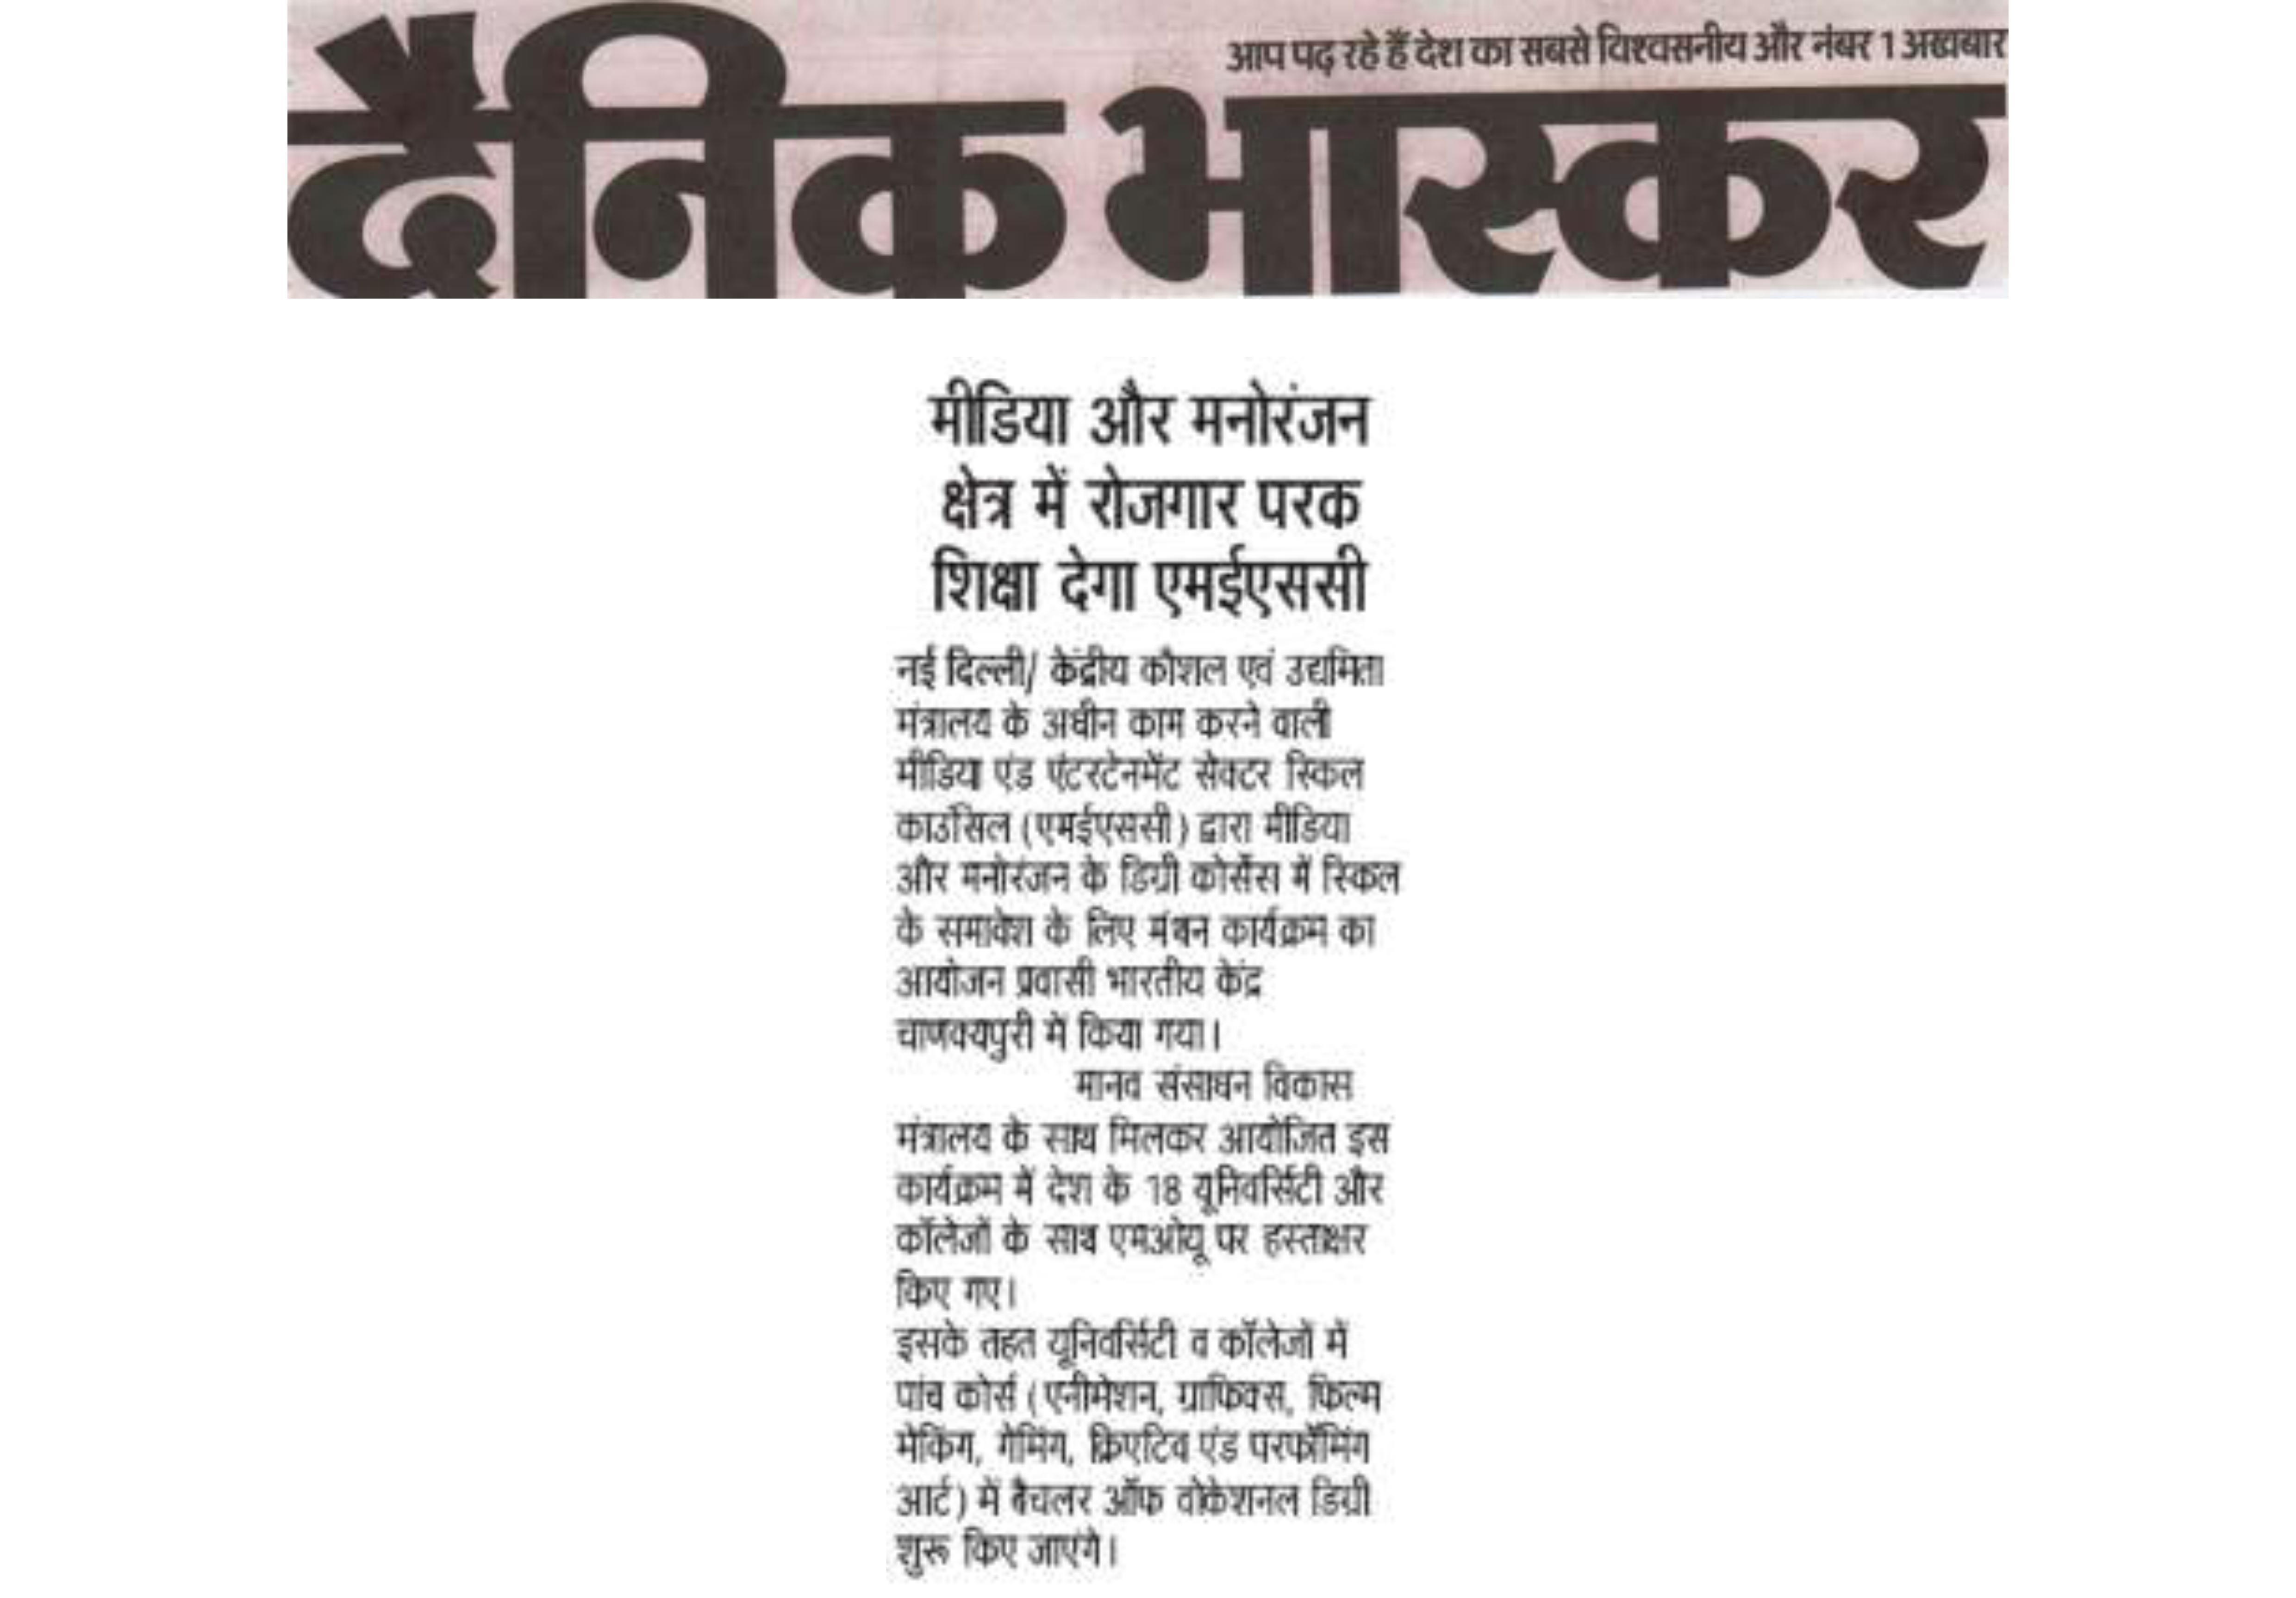 आप पढ़ रहे हैं देश का सबसे विश्वसनीय और नंबर 1 अखबार
दैनिक भास्कर
मीडिया और मनोरंजन
क्षेत्र में रोजगार परक
शिक्षा देगा एमईएससी
नई दिल्ली/ केंद्रीय कौशल एवं उद्यमिता
मंत्रालय के अधीन काम करने वाली
मीडिया एंड एंटरटेनमेंट सेक्टर स्किल
काउंसिल (एमईएससी) द्वारा मीडिया
और मनोरंजन के डिग्री कोर्सेस में स्किल
के समावेश के लिए मंथन कार्यक्रम का
आयोजन प्रवासी भारतीय केंद्र
चाणक्यपुरी में किया गया।
मानव संसाधन विकास
मंत्रालय के साथ मिलकर आयोजित इस
कार्यक्रम में देश के 18 यूनिवर्सिटी और
कॉलेजों के साथ एमओयू पर हस्ताक्षर
किए गए।
इसके तहत यूनिवर्सिटी व कॉलेजों में
पांच कोर्स (एनीमेशन, ग्राफिक्स, फिल्म
मेकिंग, गेमिंग, क्रिएटिव एंड परफॉर्मिंग
आर्ट) में बैचलर ऑफ वोकेशनल डिग्री
शुरू किए जाएंगे।